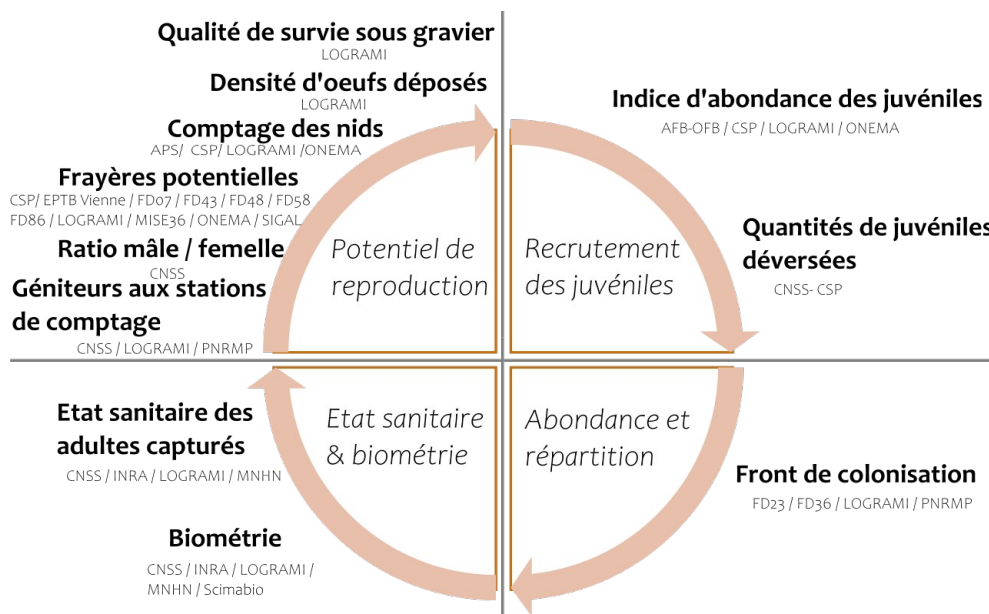 Qualité de survie sous gravier
LOGRAMI
Densité d'oeufs déposés
LOGRAMI
Comptage des nids
APS/ CSP/ LOGRAMI /ONEMA
Frayères potentielles
CSP/ EPTB Vienne / FD07 / FD43 / FD48 / FD58
FD86 / LOGRAMI / MISE36 / ONEMA / SIGAL
Ratio mâle / femelle
CNSS
Géniteurs aux stations
de comptage
CNSS / LOGRAMI / PNRMP
Potentiel de
reproduction
Indice d'abondance des juvéniles
AFB-OFB / CSP / LOGRAMI / ONEMA
Quantités de juvéniles
déversées
CNSS- CSP
Recrutement
des juvéniles
Etat sanitaire des
adultes capturés
CNSS / INRA / LOGRAMI / MNHN
Biométrie
CNSS / INRA / LOGRAMI /
MNHN / Scimabio
Etat sanitaire
& biométrie
Abondance et
répartition
Front de colonisation
FD23 / FD36 / LOGRAMI / PNRMP